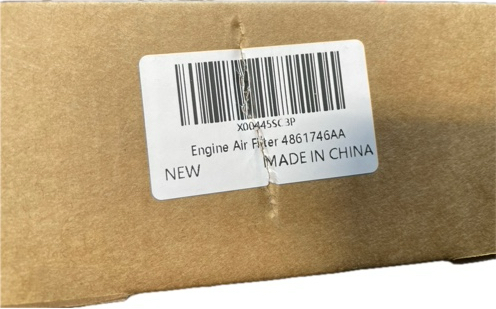 X00445SC3P
Engine Air Filter 4861746AA
NEW
MADE IN CHINA